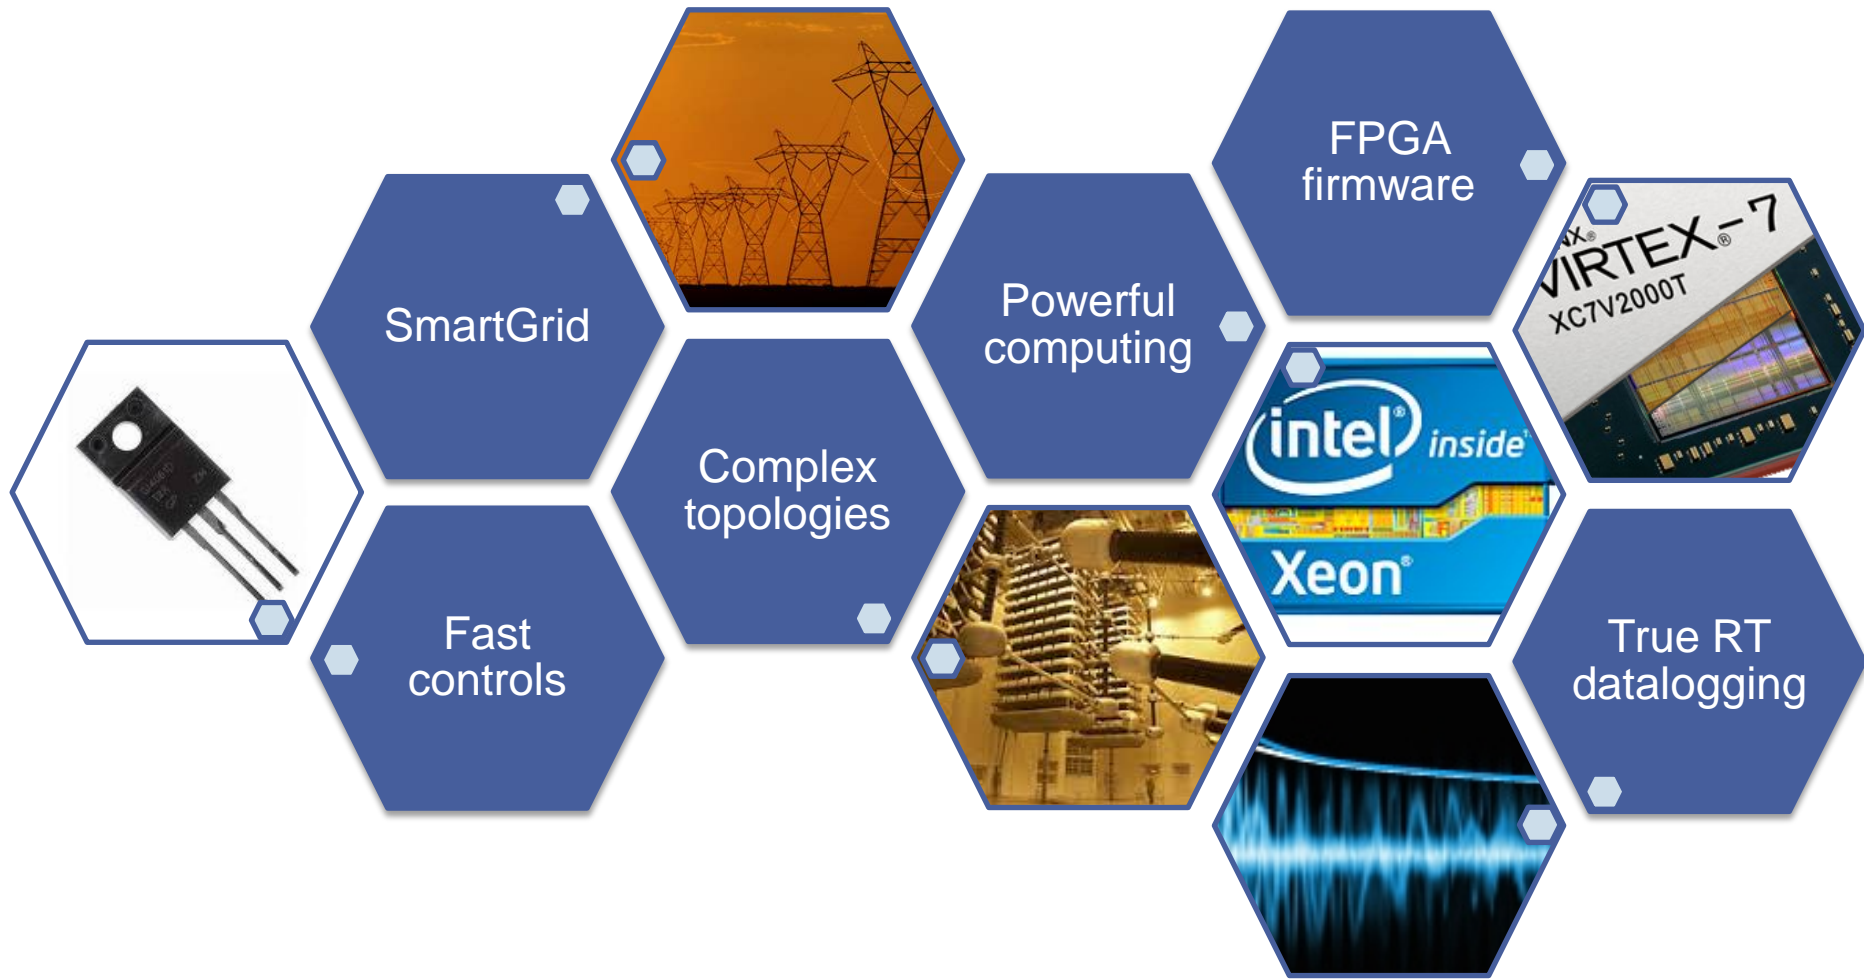 FPGA
firmware
SmartGrid
Powerful
computing
VIRTEX®-7
XC7V2000T
intel® inside
Xeon®
Complex
topologies
Fast
controls
True RT
datalogging